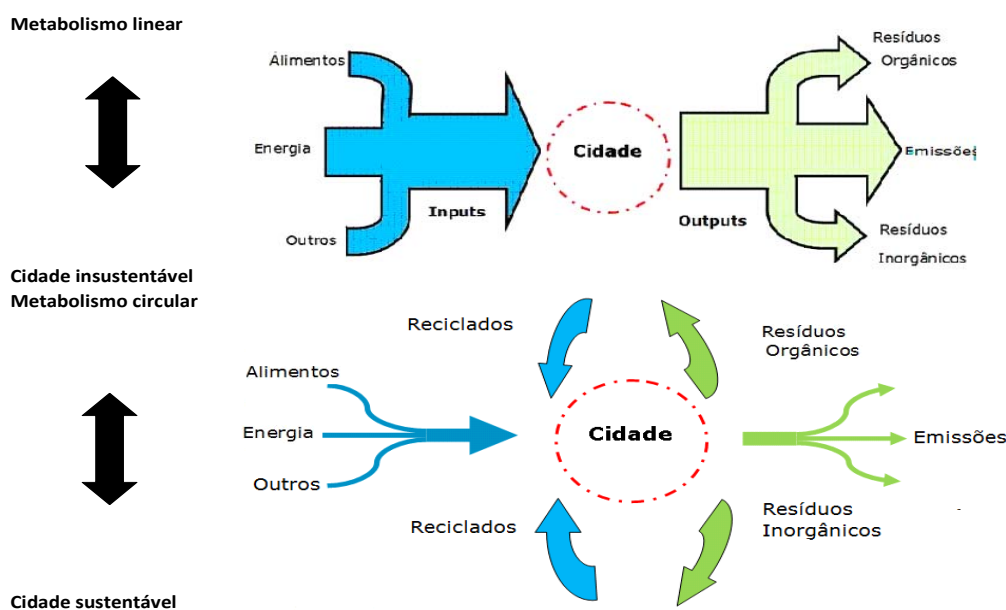 Metabolismo linear
Alimentos
Energia
Outros
Inputs
Cidade
Outputs
Resíduos
Orgânicos
Emissões
Resíduos
Inorgânicos
Cidade insustentável
Metabolismo circular
Reciclados
Alimentos
Energia
Outros
Cidade
Reciclados
Resíduos
Orgânicos
Emissões
Resíduos
Inorgânicos
Cidade sustentável